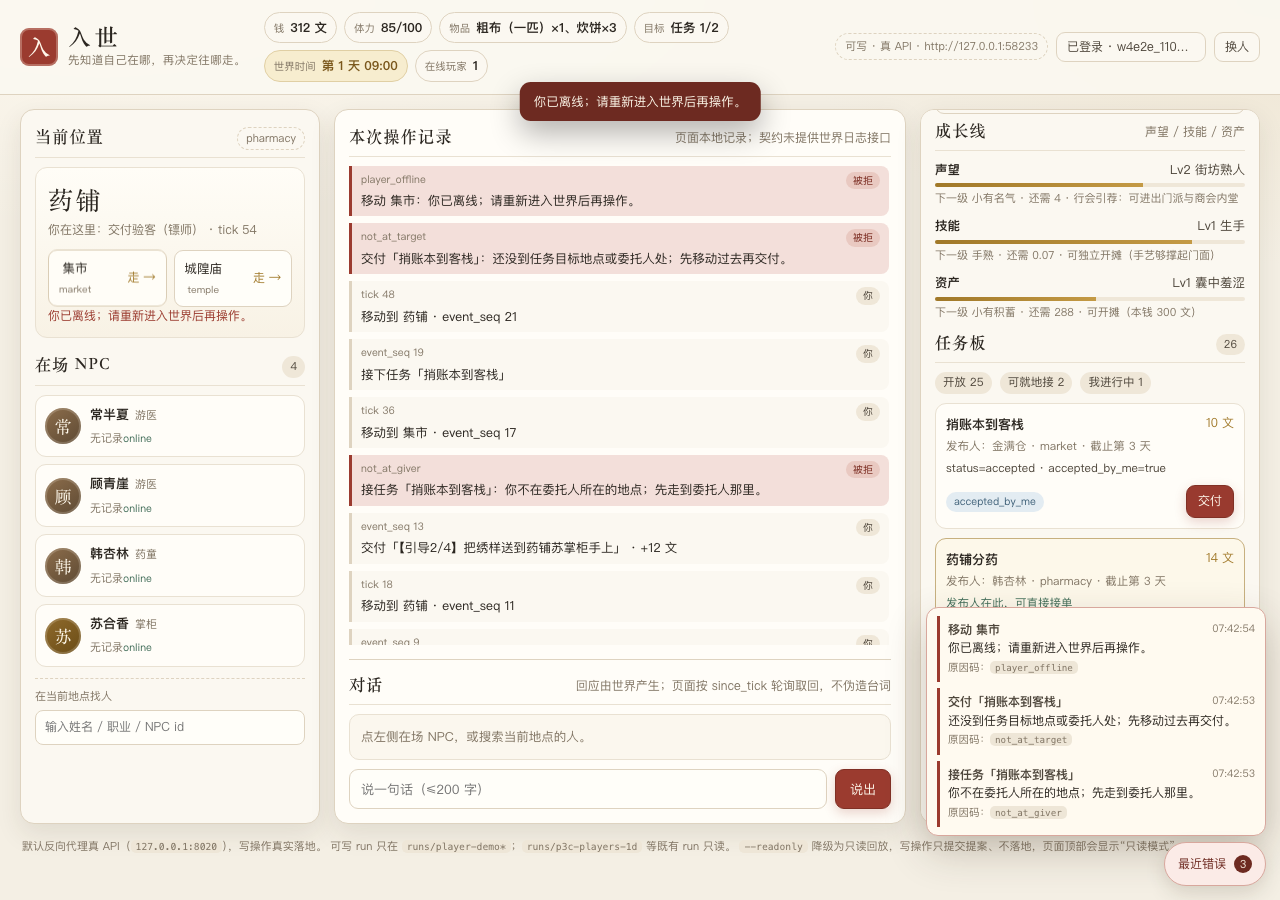 入
入世
先知道自己在哪，再决定往哪走。
钱 312 文
体力 85/100
物品 粗布（一匹）×1、炊饼×3
目标 任务 1/2
世界时间 第 1 天 09:00
在线玩家 1
可写 · 真 API · http://127.0.0.1:58233
已登录 · w4e2e_110...
换人
你已离线；请重新进入世界后再操作。
当前位置
pharmacy
药铺
你在这里：交付验客（镖师） · tick 54
集市
market
走 →
城隍庙
temple
走 →
你已离线；请重新进入世界后再操作。
在场 NPC
4
常
常半夏 游医
无记录online
顾
顾青崖 游医
无记录online
韩
韩杏林 药童
无记录online
苏
苏合香 掌柜
无记录online
在当前地点找人
输入姓名 / 职业 / NPC id
本次操作记录
页面本地记录；契约未提供世界日志接口
player_offline
被拒
移动 集市：你已离线；请重新进入世界后再操作。
not_at_target
被拒
交付「捎账本到客栈」：还没到任务目标地点或委托人处；先移动过去再交付。
tick 48
你
移动到 药铺 · event_seq 21
event_seq 19
你
接下任务「捎账本到客栈」
tick 36
你
移动到 集市 · event_seq 17
not_at_giver
被拒
接任务「捎账本到客栈」：你不在委托人所在的地点；先走到委托人那里。
event_seq 13
你
交付「【引导2/4】把绣样送到药铺苏掌柜手上」 · +12 文
tick 18
你
移动到 药铺 · event_seq 11
event_seq 9
你
对话
回应由世界产生；页面按 since_tick 轮询取回，不伪造台词
点左侧在场 NPC，或搜索当前地点的人。
说一句话（≤200 字）
说出
成长线
声望 / 技能 / 资产
声望
Lv2 街坊熟人
下一级 小有名气 · 还需 4 · 行会引荐：可进出门派与商会内堂
技能
Lv1 生手
下一级 手熟 · 还需 0.07 · 可独立开摊（手艺够撑起门面）
资产
Lv1 囊中羞涩
下一级 小有积蓄 · 还需 288 · 可开摊（本钱 300 文）
任务板
26
开放 25
可就地接 2
我进行中 1
捎账本到客栈
10 文
发布人：金满仓 · market · 截止第 3 天
status=accepted · accepted_by_me=true
accepted_by_me
交付
药铺分药
14 文
发布人：韩杏林 · pharmacy · 截止第 3 天
发布人在此，可直接接单
移动 集市
07:42:54
你已离线；请重新进入世界后再操作。
原因码： player_offline
交付「捎账本到客栈」
07:42:53
还没到任务目标地点或委托人处；先移动过去再交付。
原因码： not_at_target
接任务「捎账本到客栈」
07:42:53
你不在委托人所在的地点；先走到委托人那里。
原因码： not_at_giver
默认反向代理真 API（ 127.0.0.1:8020 ），写操作真实落地。 可写 run 只在 runs/player-demo* ； runs/p3c-players-1d 等既有 run 只读。 --readonly 降级为只读回放，写操作只提交提案、不落地，页面顶部会显示“只读模式”
最近错误 3